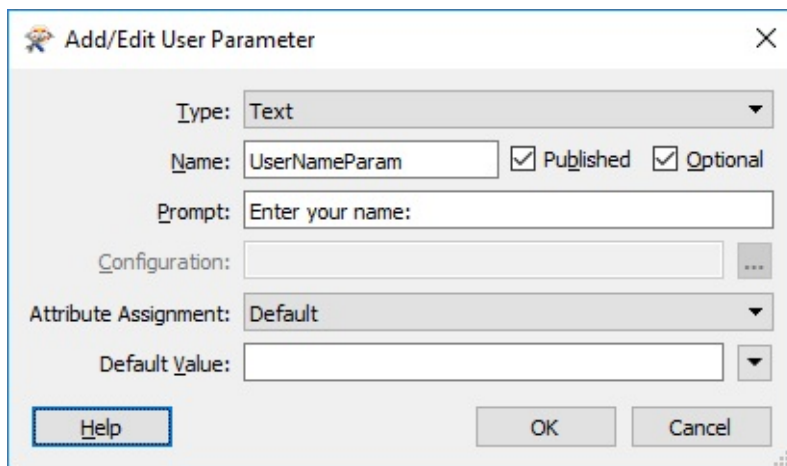 Add/Edit User Parameter
Type: Text
Name: UserNameParam Published Optional
Prompt: Enter your name:
Configuration: ...
Attribute Assignment: Default
Default Value:
Help OK Cancel